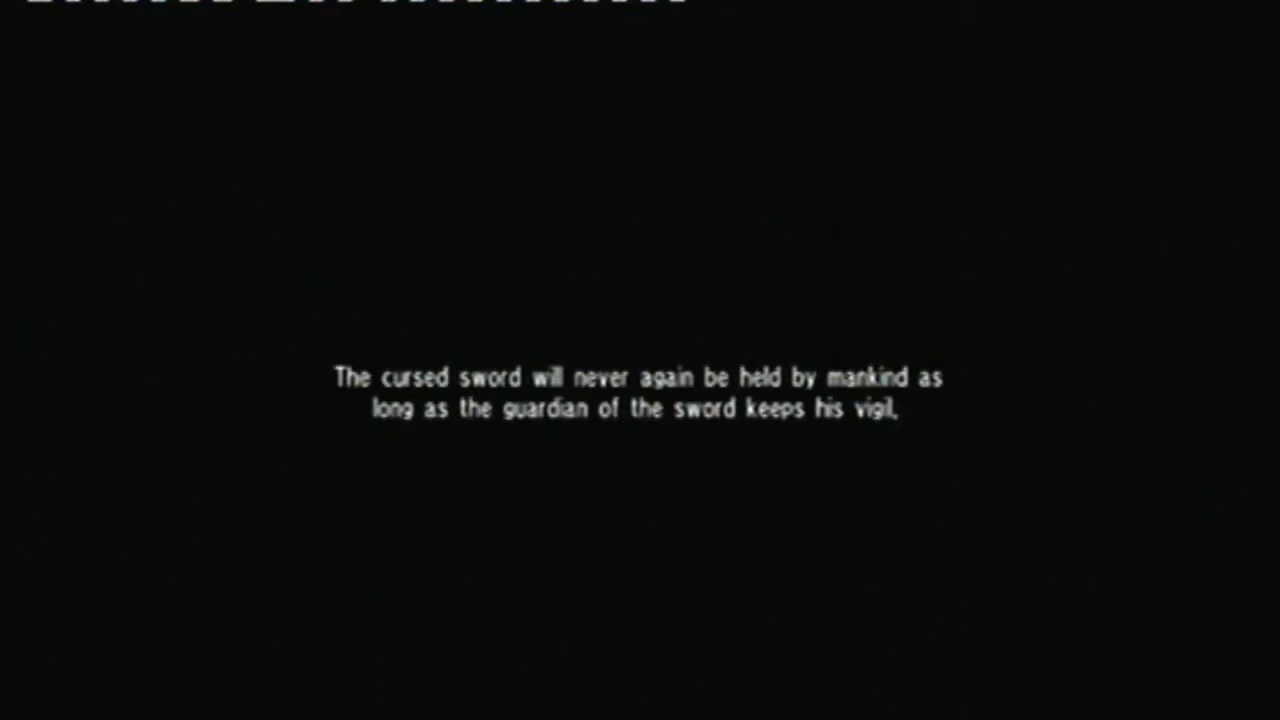 The cursed sword will never again be held by mankind as
long as the guardian of the sword keeps his vigil.